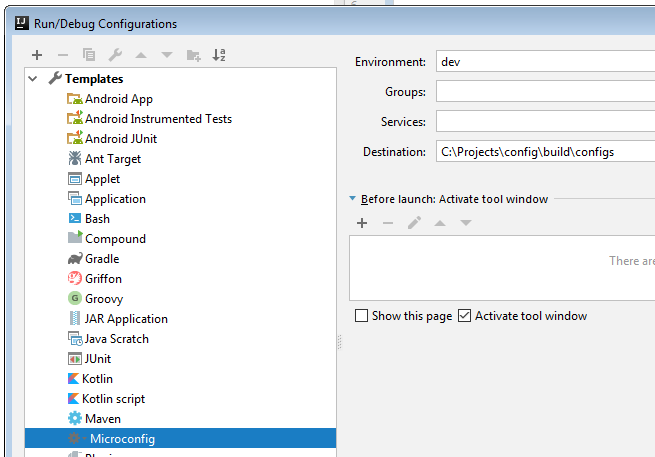 Run/Debug Configurations
Templates
Android App
Android Instrumented Tests
Android JUnit
Ant Target
Applet
Application
Bash
Compound
Gradle
Griffon
Groovy
JAR Application
Java Scratch
JUnit
Kotlin
Kotlin script
Maven
Microconfig
Environment: dev
Groups:
Services:
Destination: C:\Projects\config\build\configs
Before launch: Activate tool window
There are
Show this page Activate tool window